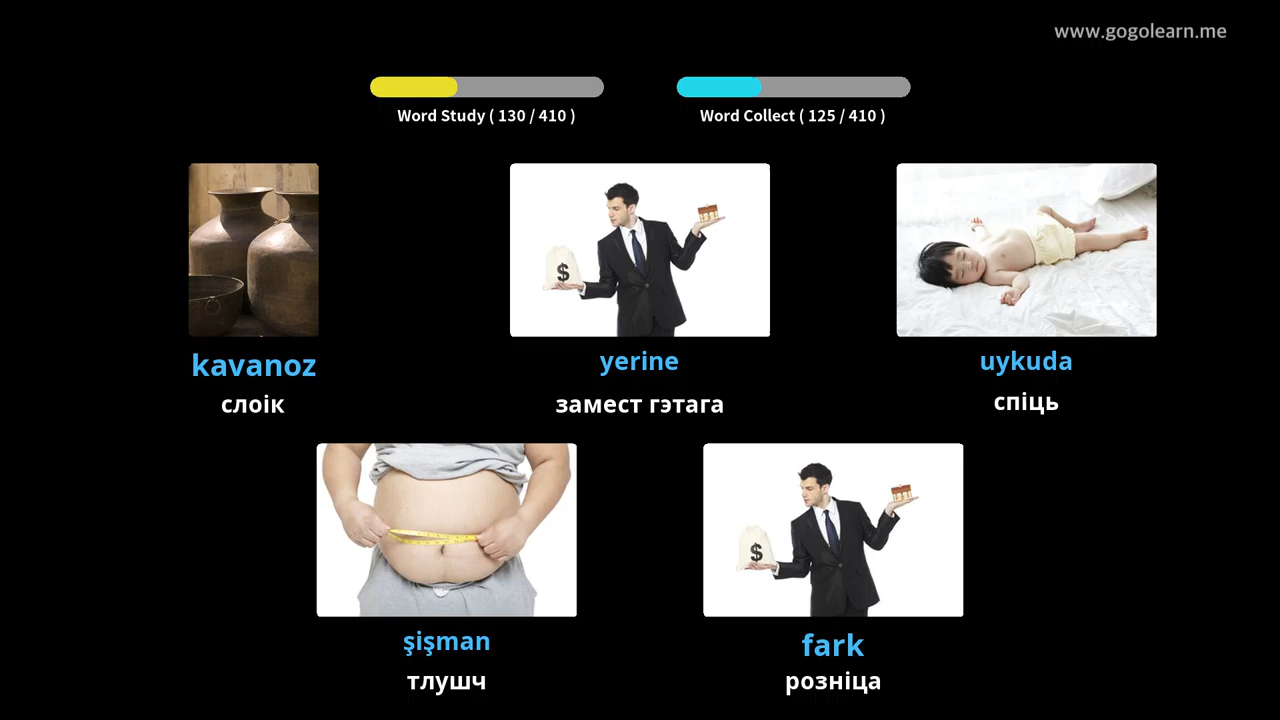 www.gogolearn.me
Word Study ( 130 / 410 )
Word Collect ( 125 / 410 )
$
kavanoz
слоік
yerine
замест гэтага
uykuda
спіць
$
şişman
тлушч
fark
розніца